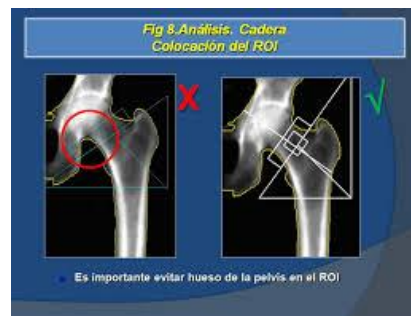 Fig 8.Análisis. Cadera
Colocación del ROI
X
√
Es importante evitar hueso de la pelvis en el ROI